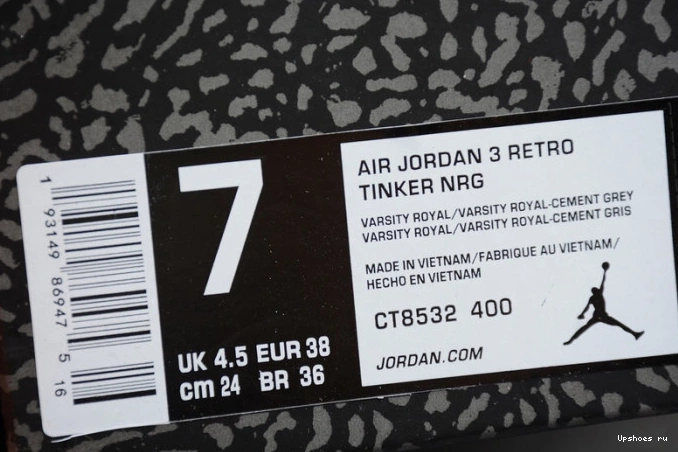 1 93149 86947 5 16
7
UK 4.5 EUR 38
cm 24 BR 36
AIR JORDAN 3 RETRO
TINKER NRG
VARSITY ROYAL/VARSITY ROYAL-CEMENT GREY
VARSITY ROYAL/VARSITY ROYAL-CEMENT GRIS
MADE IN VIETNAM/FABRIQUE AU VIETNAM/
HECHO EN VIETNAM
CT8532 400
JORDAN.COM
Upshoes ru